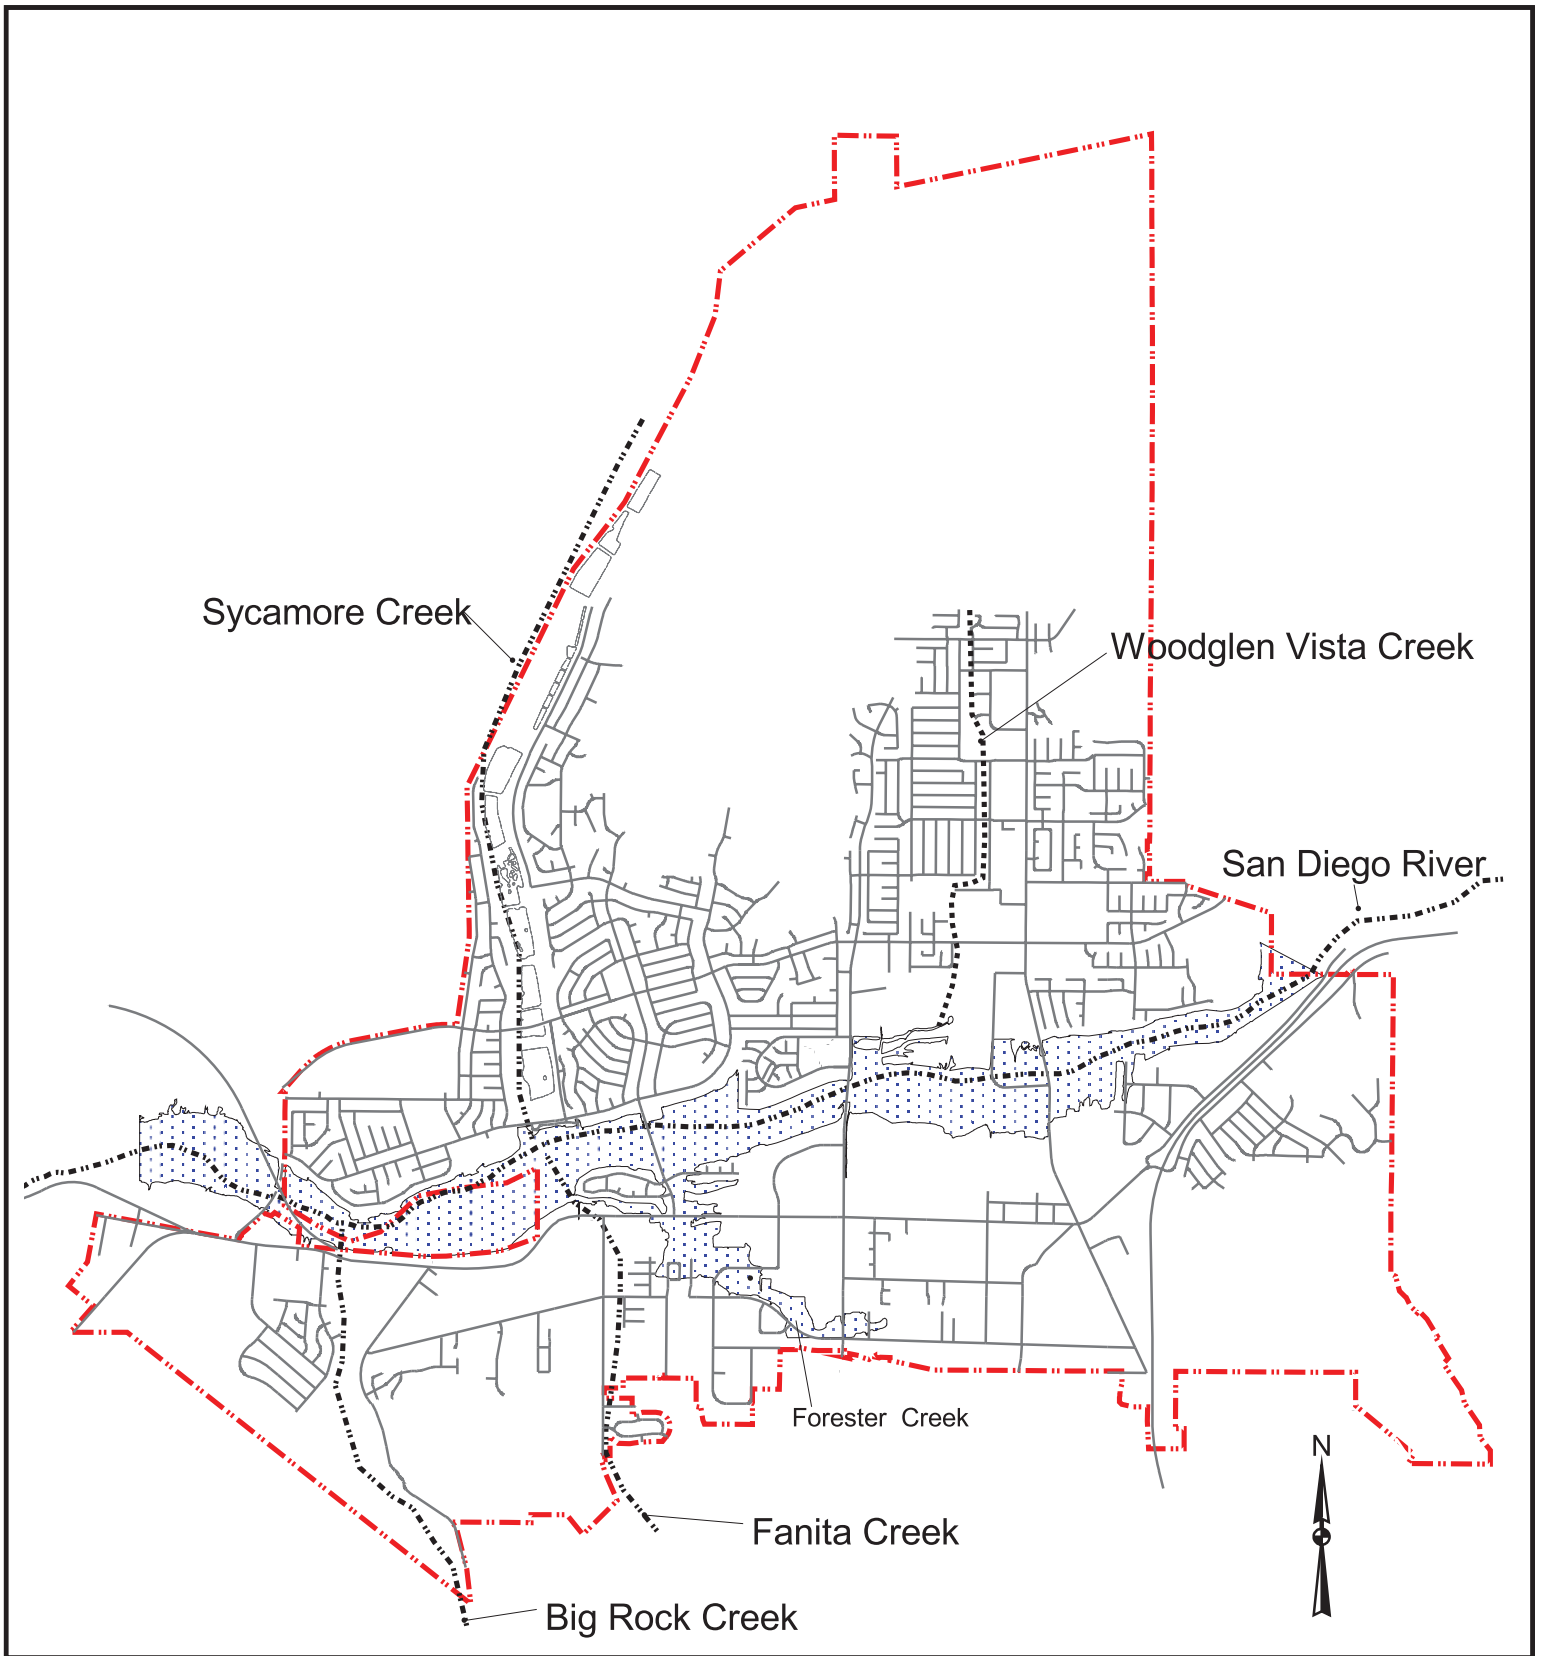 Sycamore Creek
Woodglen Vista Creek
San Diego River
Forester Creek
N
Fanita Creek
Big Rock Creek